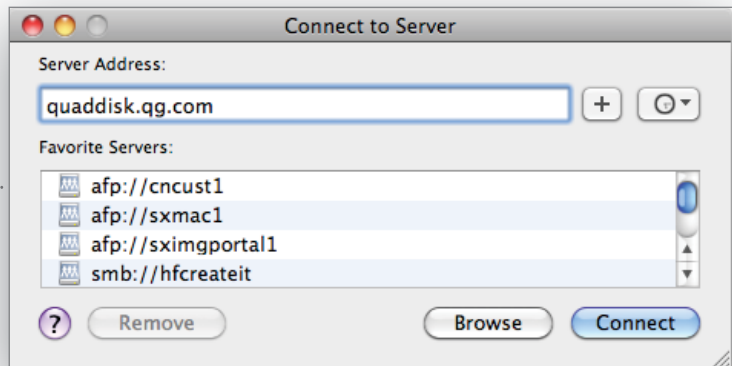 Connect to Server
Server Address:
quaddisk.qg.com
+
Favorite Servers:
afp://cncust1
afp://sxmac1
afp://sximgportal1
smb://hfcreateit
? Remove Browse Connect